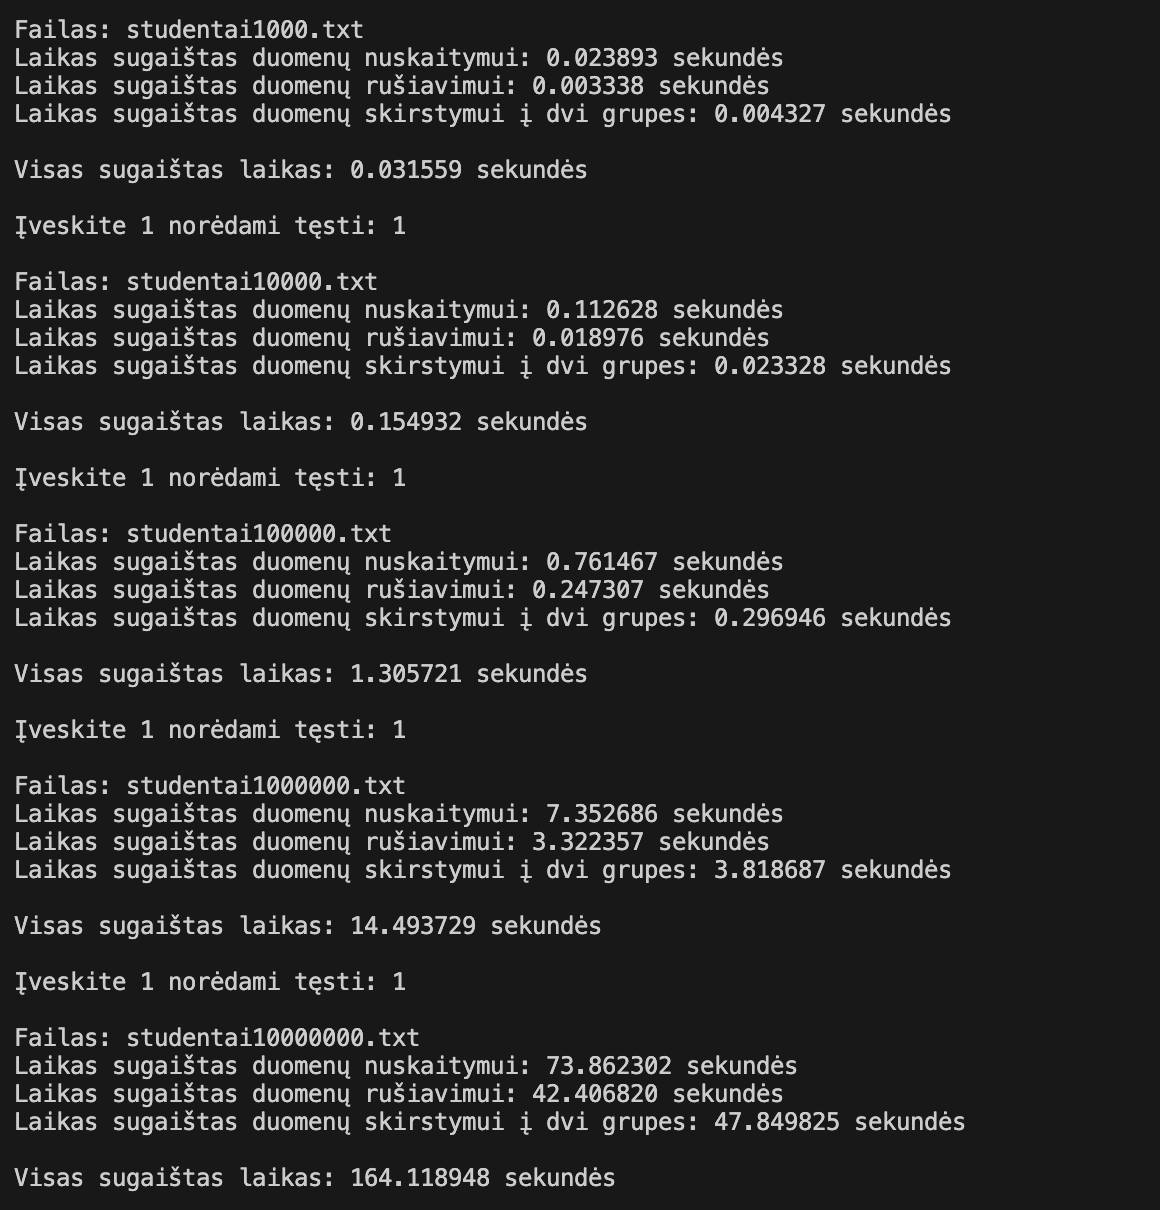 Failas: studentai1000.txt
Laikas sugaištas duomenų nuskaitymui: 0.023893 sekundės
Laikas sugaištas duomenų rušiavimui: 0.003338 sekundės
Laikas sugaištas duomenų skirstymui į dvi grupes: 0.004327 sekundės
Visas sugaištas laikas: 0.031559 sekundės
Įveskite 1 norėdami tęsti: 1
Failas: studentai10000.txt
Laikas sugaištas duomenų nuskaitymui: 0.112628 sekundės
Laikas sugaištas duomenų rušiavimui: 0.018976 sekundės
Laikas sugaištas duomenų skirstymui į dvi grupes: 0.023328 sekundės
Visas sugaištas laikas: 0.154932 sekundės
Įveskite 1 norėdami tęsti: 1
Failas: studentai100000.txt
Laikas sugaištas duomenų nuskaitymui: 0.761467 sekundės
Laikas sugaištas duomenų rušiavimui: 0.247307 sekundės
Laikas sugaištas duomenų skirstymui į dvi grupes: 0.296946 sekundės
Visas sugaištas laikas: 1.305721 sekundės
Įveskite 1 norėdami tęsti: 1
Failas: studentai1000000.txt
Laikas sugaištas duomenų nuskaitymui: 7.352686 sekundės
Laikas sugaištas duomenų rušiavimui: 3.322357 sekundės
Laikas sugaištas duomenų skirstymui į dvi grupes: 3.818687 sekundės
Visas sugaištas laikas: 14.493729 sekundės
Įveskite 1 norėdami tęsti: 1
Failas: studentai10000000.txt
Laikas sugaištas duomenų nuskaitymui: 73.862302 sekundės
Laikas sugaištas duomenų rušiavimui: 42.406820 sekundės
Laikas sugaištas duomenų skirstymui į dvi grupes: 47.849825 sekundės
Visas sugaištas laikas: 164.118948 sekundės